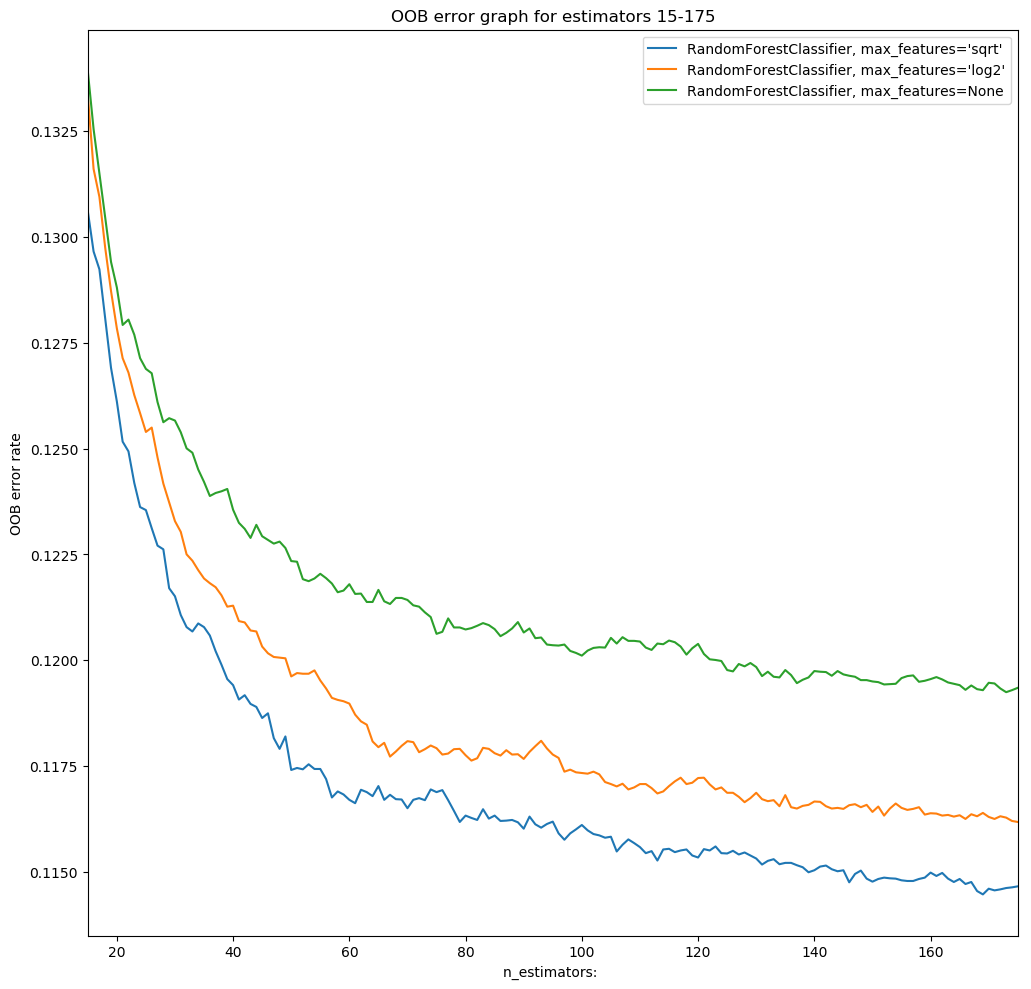 OOB error graph for estimators 15-175
RandomForestClassifier, max_features='sqrt'
RandomForestClassifier, max_features='log2'
RandomForestClassifier, max_features=None
OOB error rate
0.1325
0.1300
0.1275
0.1250
0.1225
0.1200
0.1175
0.1150
20 40 60 80 100 120 140 160
n_estimators: